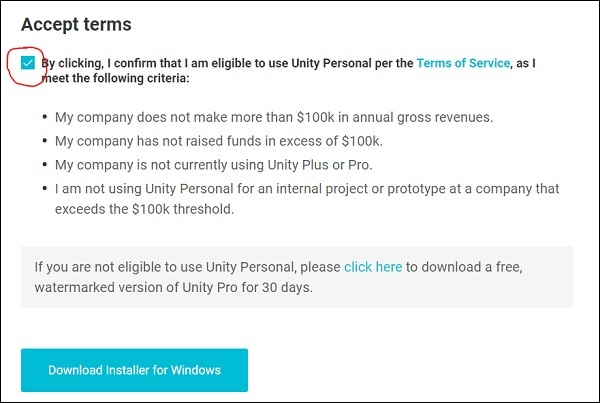 Accept terms
By clicking, I confirm that I am eligible to use Unity Personal per the Terms of Service, as I
meet the following criteria:
• My company does not make more than $100k in annual gross revenues.
• My company has not raised funds in excess of $100k.
• My company is not currently using Unity Plus or Pro.
• I am not using Unity Personal for an internal project or prototype at a company that
exceeds the $100k threshold.
If you are not eligible to use Unity Personal, please click here to download a free,
watermarked version of Unity Pro for 30 days.
Download Installer for Windows